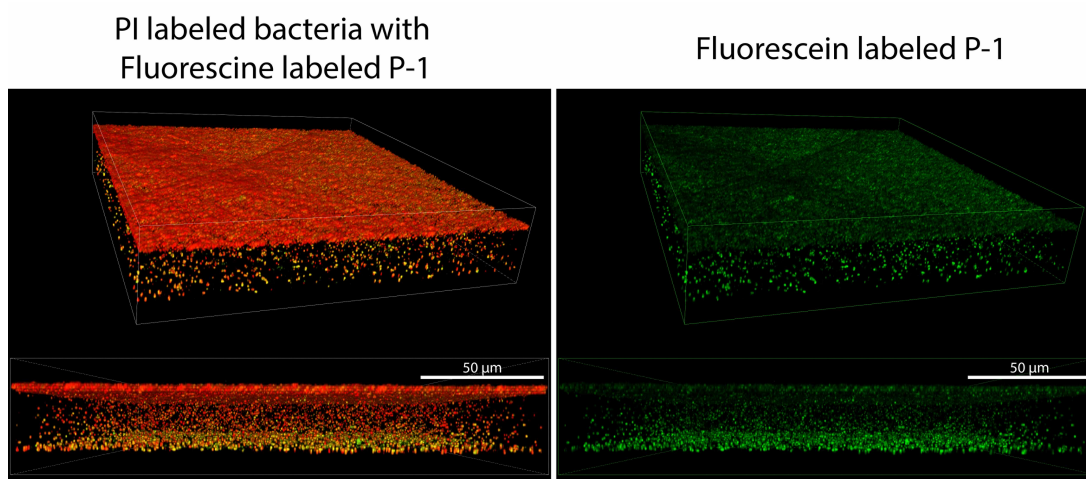 PI labeled bacteria with
Fluorescine labeled P-1
Fluorescein labeled P-1
50 µm
50 µm